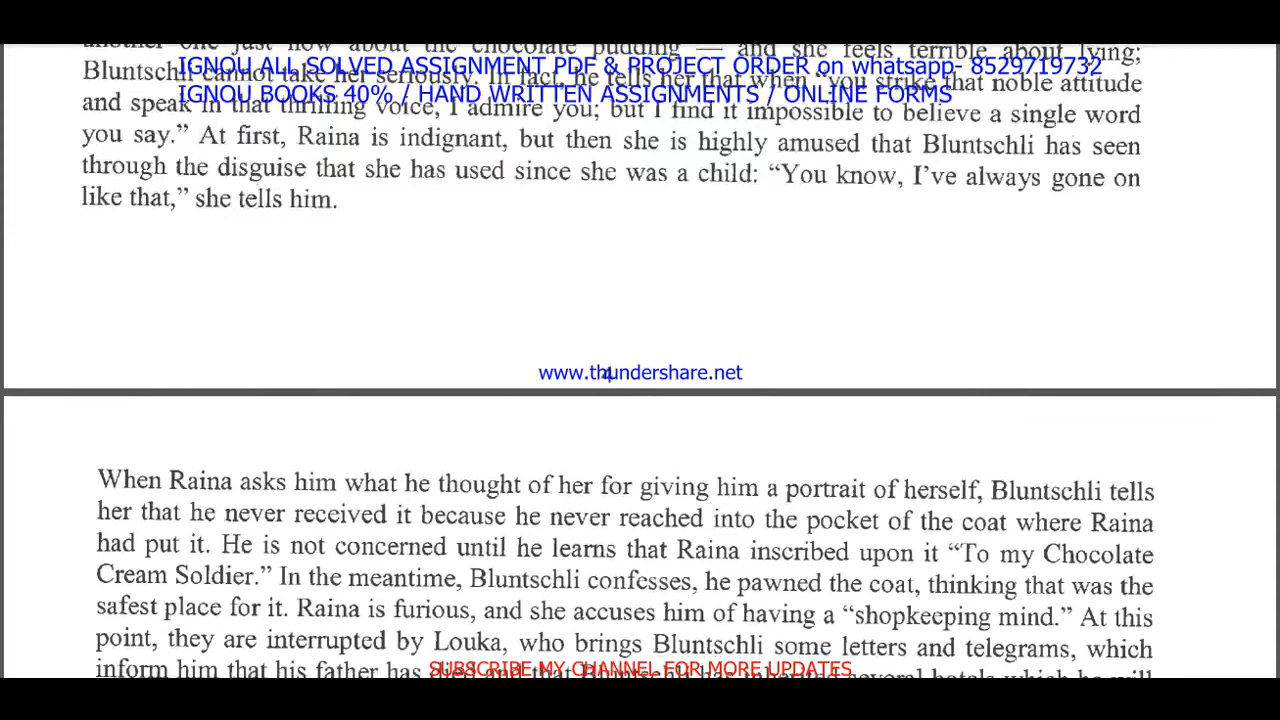 another one just now about the chocolate pudding — and she feels terrible about lying;
IGNOU ALL SOLVED ASSIGNMENT PDF & PROJECT ORDER on whatsapp- 8529719732
Bluntschli cannot take her seriously. In fact, he tells her that when “you strike that noble attitude
IGNOU BOOKS 40% / HAND WRITTEN ASSIGNMENTS / ONLINE FORMS
and speak in that thrilling voice, I admire you; but I find it impossible to believe a single word
you say.” At first, Raina is indignant, but then she is highly amused that Bluntschli has seen
through the disguise that she has used since she was a child: “You know, I’ve always gone on
like that,” she tells him.
www.thundershare.net
4
When Raina asks him what he thought of her for giving him a portrait of herself, Bluntschli tells
her that he never received it because he never reached into the pocket of the coat where Raina
had put it. He is not concerned until he learns that Raina inscribed upon it “To my Chocolate
Cream Soldier.” In the meantime, Bluntschli confesses, he pawned the coat, thinking that was the
safest place for it. Raina is furious, and she accuses him of having a “shopkeeping mind.” At this
point, they are interrupted by Louka, who brings Bluntschli some letters and telegrams, which
inform him that his father has died and that Bluntschli has inherited several hotels which he will
SUBSCRIBE MY CHANNEL FOR MORE UPDATES